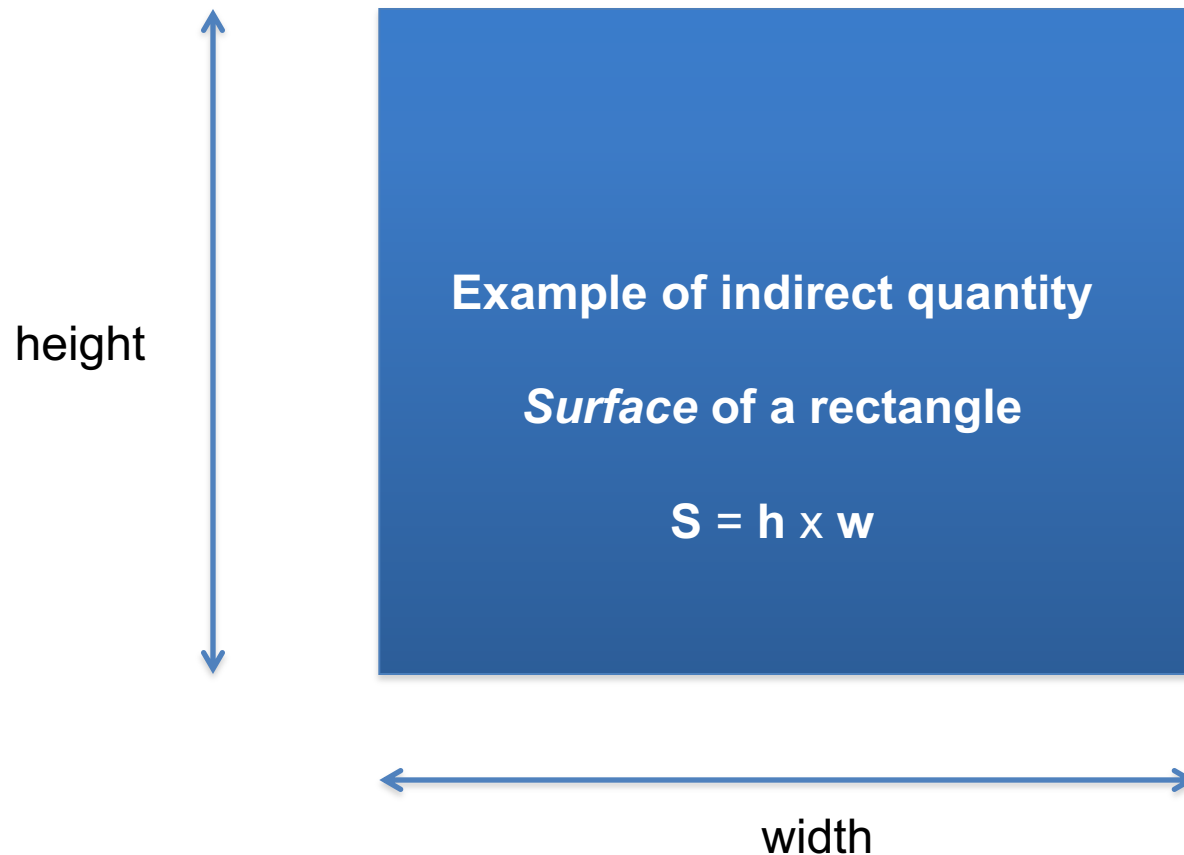 height
Example of indirect quantity
Surface of a rectangle
S = h x w
width